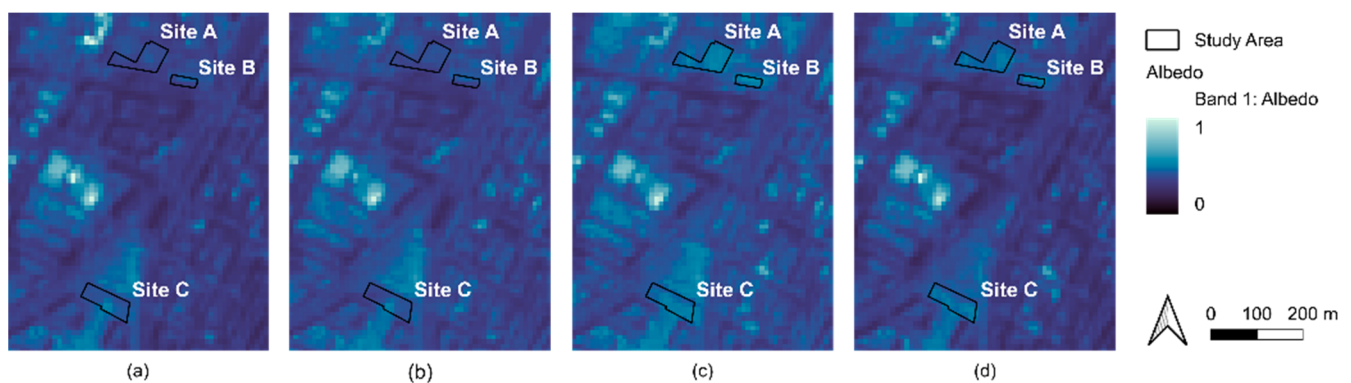 Site A
Site B
Site C
(a)
Site A
Site B
Site C
(b)
Site A
Site B
Site C
(c)
Site A
Site B
Site C
(d)
Study Area
Albedo
Band 1: Albedo
1
0
0 100 200 m